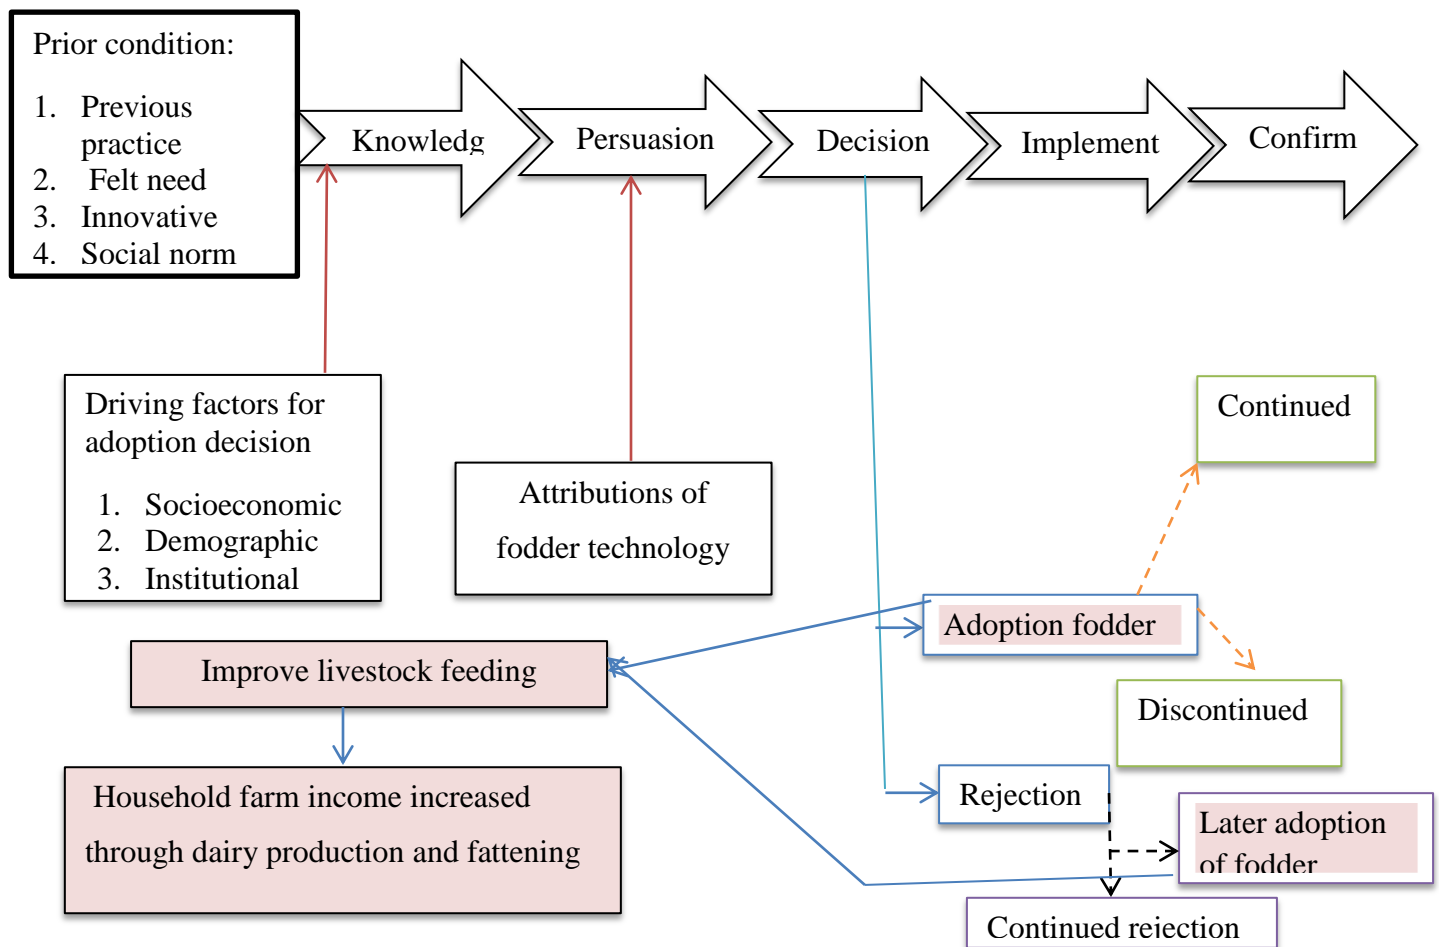 Prior condition:
1. Previous
practice
2. Felt need
3. Innovative
4. Social norm
Knowledg
Persuasion
Decision
Implement
Confirm
Driving factors for
adoption decision
1. Socioeconomic
2. Demographic
3. Institutional
Attributions of
fodder technology
Continued
Adoption fodder
Discontinued
Improve livestock feeding
Household farm income increased
through dairy production and fattening
Rejection
Later adoption
of fodder
Continued rejection